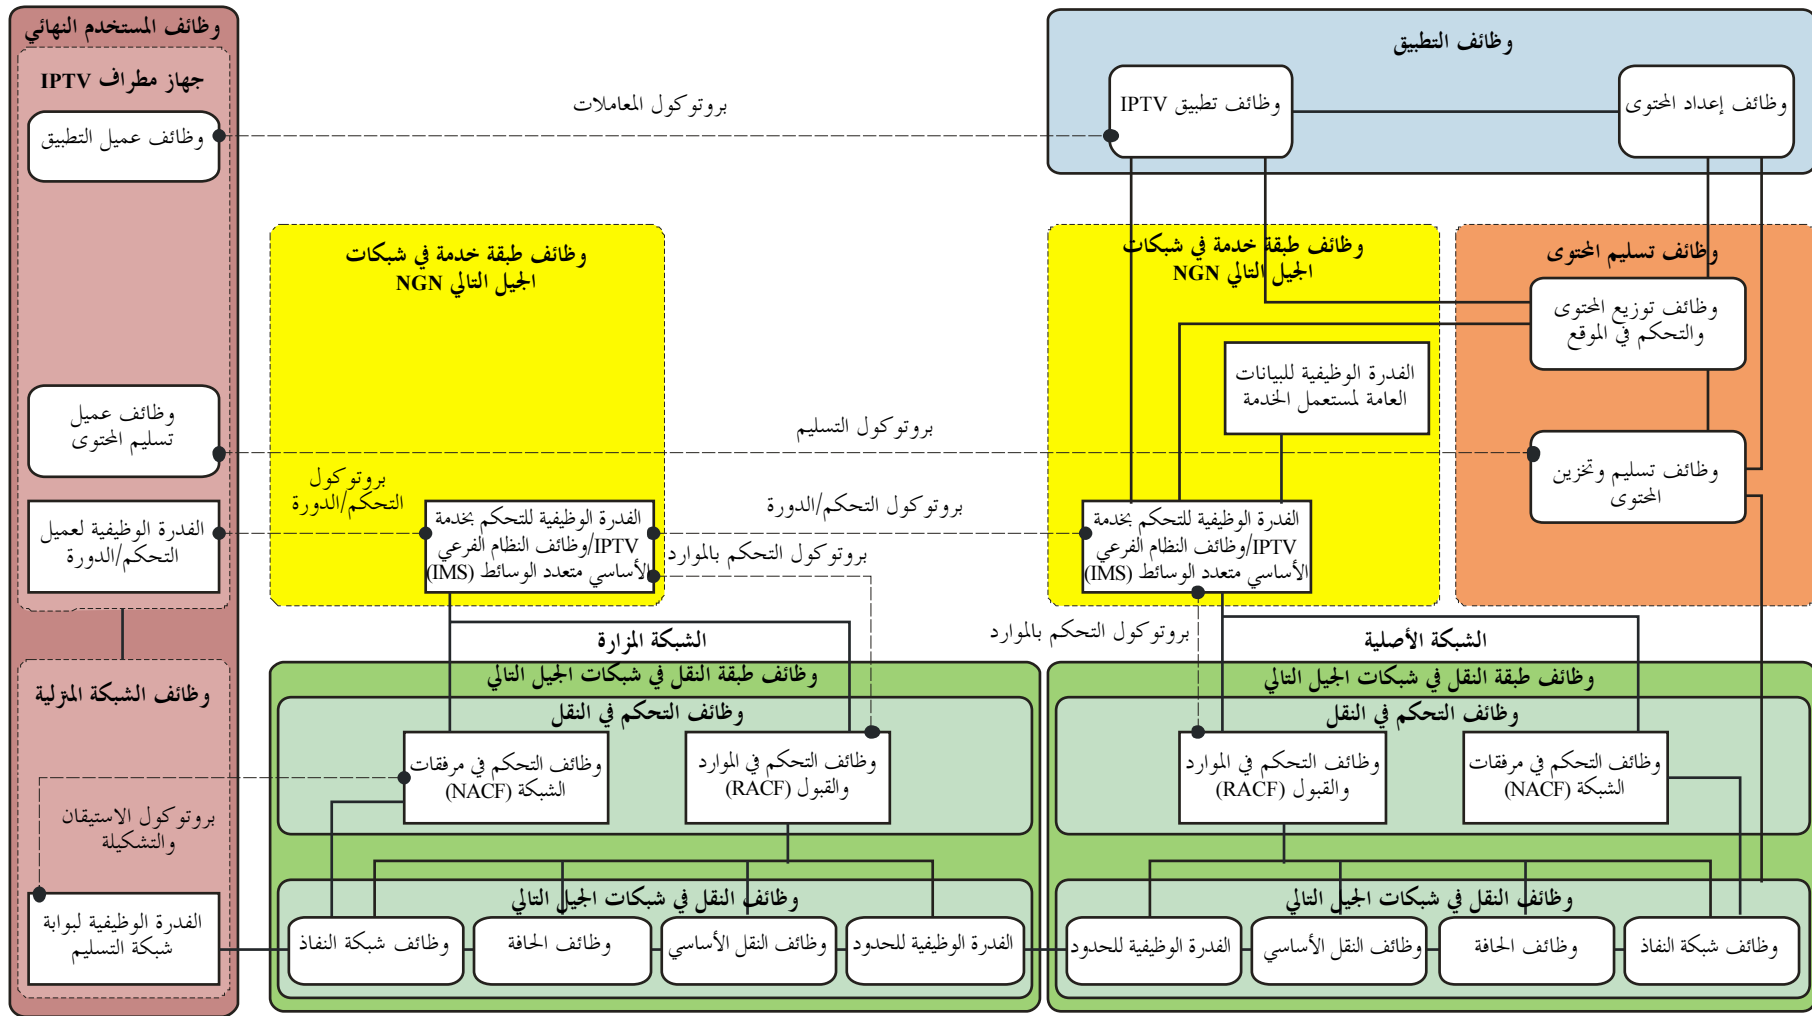 وظائف المستخدم النهائي
جهاز مطراف IPTV
وظائف عميل التطبيق
بروتوكول المعاملات
وظائف التطبيق
وظائف تطبيق IPTV
وظائف إعداد المحتوى
وظائف طبقة خدمة في شبكات
الجيل التالي NGN
وظائف طبقة خدمة في شبكات
الجيل التالي NGN
وظائف تسليم المحتوى
وظائف توزيع المحتوى
والتحكم في الموقع
الفدرة الوظيفية للبيانات
العامة لمستعمل الخدمة
وظائف عميل
تسليم المحتوى
بروتوكول التسليم
وظائف تسليم وتخزين
المحتوى
بروتوكول
التحكم/الدورة
الفدرة الوظيفية لعميل
التحكم/الدورة
الفدرة الوظيفية للتحكم بخدمة
IPTV/وظائف النظام الفرعي
الأساسي متعدد الوسائط (IMS)
بروتوكول التحكم/الدورة
بروتوكول التحكم بالموارد
الفدرة الوظيفية للتحكم بخدمة
IPTV/وظائف النظام الفرعي
الأساسي متعدد الوسائط (IMS)
الشبكة المزارة
بروتوكول التحكم بالموارد
الشبكة الأصلية
وظائف الشبكة المنزلية
وظائف طبقة النقل في شبكات الجيل التالي
وظائف التحكم في النقل
وظائف التحكم في مرفقات
الشبكة (NACF)
وظائف التحكم في الموارد
والقبول (RACF)
وظائف طبقة النقل في شبكات الجيل التالي
وظائف التحكم في النقل
وظائف التحكم في الموارد
والقبول (RACF)
وظائف التحكم في مرفقات
الشبكة (NACF)
بروتوكول الاستيقان
والتشكيلة
الفدرة الوظيفية لبوابة
شبكة التسليم
وظائف النقل في شبكات الجيل التالي
وظائف شبكة النفاذ
وظائف الحافة
وظائف النقل الأساسي
الفدرة الوظيفية للحدود
وظائف النقل في شبكات الجيل التالي
الفدرة الوظيفية للحدود
وظائف النقل الأساسي
وظائف الحافة
وظائف شبكة النفاذ